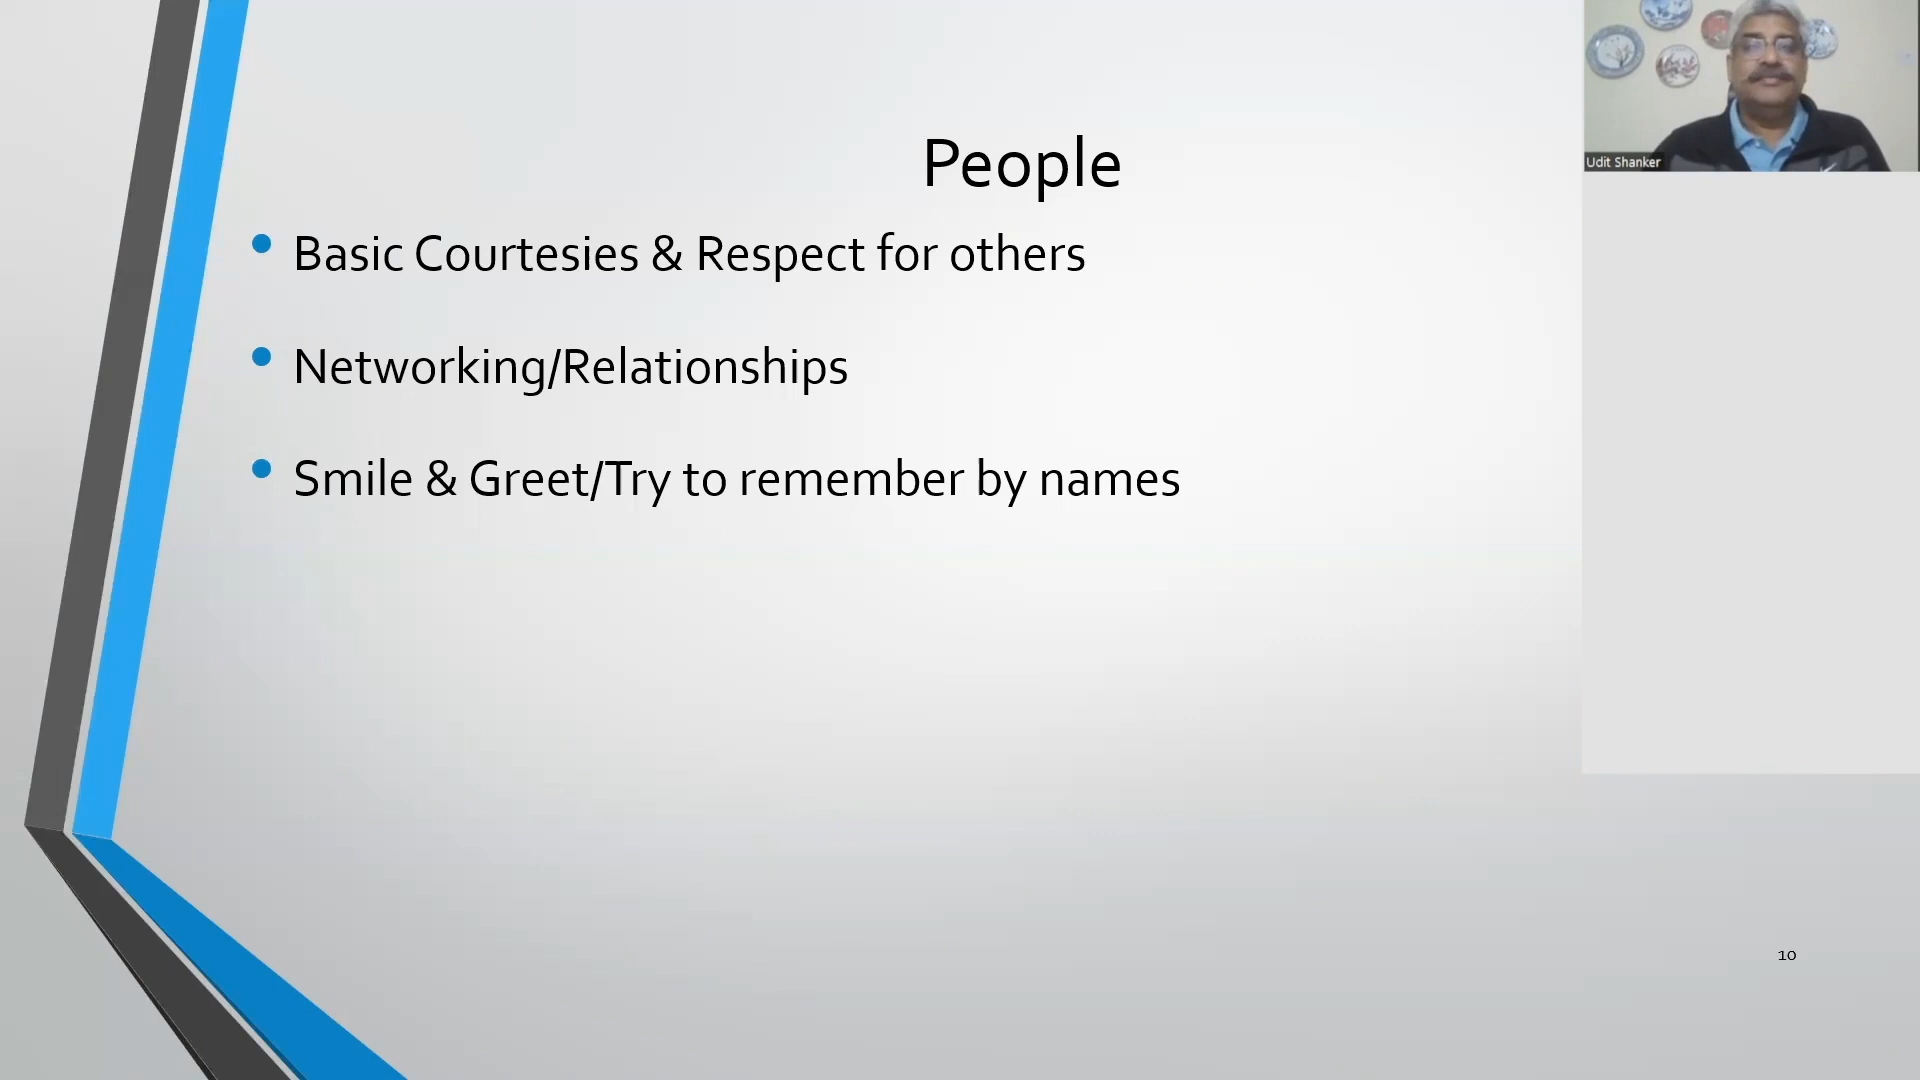 People
Basic Courtesies & Respect for others
Networking/Relationships
Smile & Greet/Try to remember by names
Udit Shanker
10